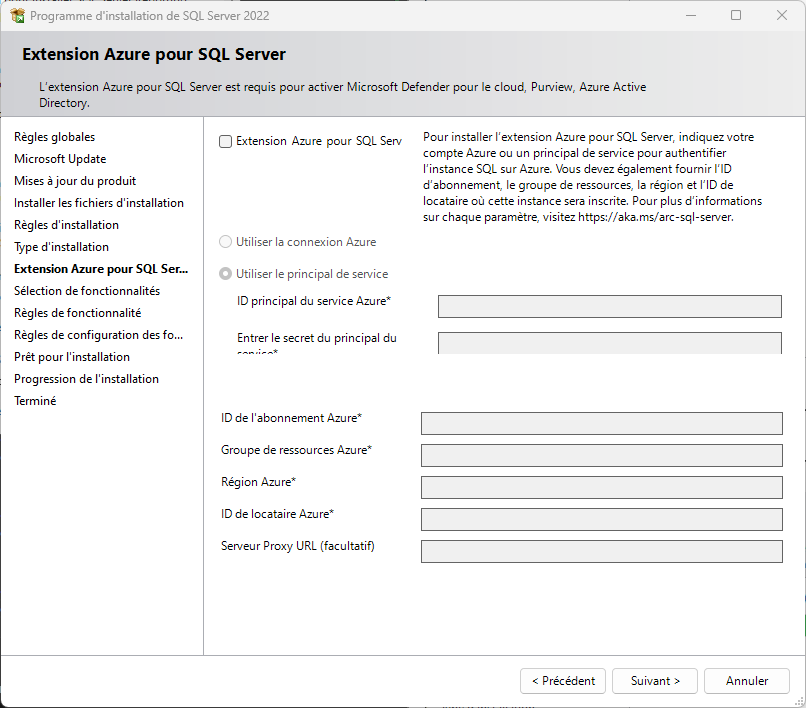 Programme d'installation de SQL Server 2022
Extension Azure pour SQL Server
L'extension Azure pour SQL Server est requis pour activer Microsoft Defender pour le cloud, Purview, Azure Active
Directory.
Règles globales
Microsoft Update
Mises à jour du produit
Installer les fichiers d'installation
Règles d'installation
Type d'installation
Extension Azure pour SQL Ser...
Sélection de fonctionnalités
Règles de fonctionnalité
Règles de configuration des fo...
Prêt pour l'installation
Progression de l'installation
Terminé
Extension Azure pour SQL Serv
Pour installer l'extension Azure pour SQL Server, indiquez votre
compte Azure ou un principal de service pour authentifier
l'instance SQL sur Azure. Vous devez également fournir l'ID
d'abonnement, le groupe de ressources, la région et l'ID de
locataire où cette instance sera inscrite. Pour plus d'informations
sur chaque paramètre, visitez https://aka.ms/arc-sql-server.
Utiliser la connexion Azure
Utiliser le principal de service
ID principal du service Azure*
Entrer le secret du principal du
service*
ID de l'abonnement Azure*
Groupe de ressources Azure*
Région Azure*
ID de locataire Azure*
Serveur Proxy URL (facultatif)
< Précédent
Suivant >
Annuler